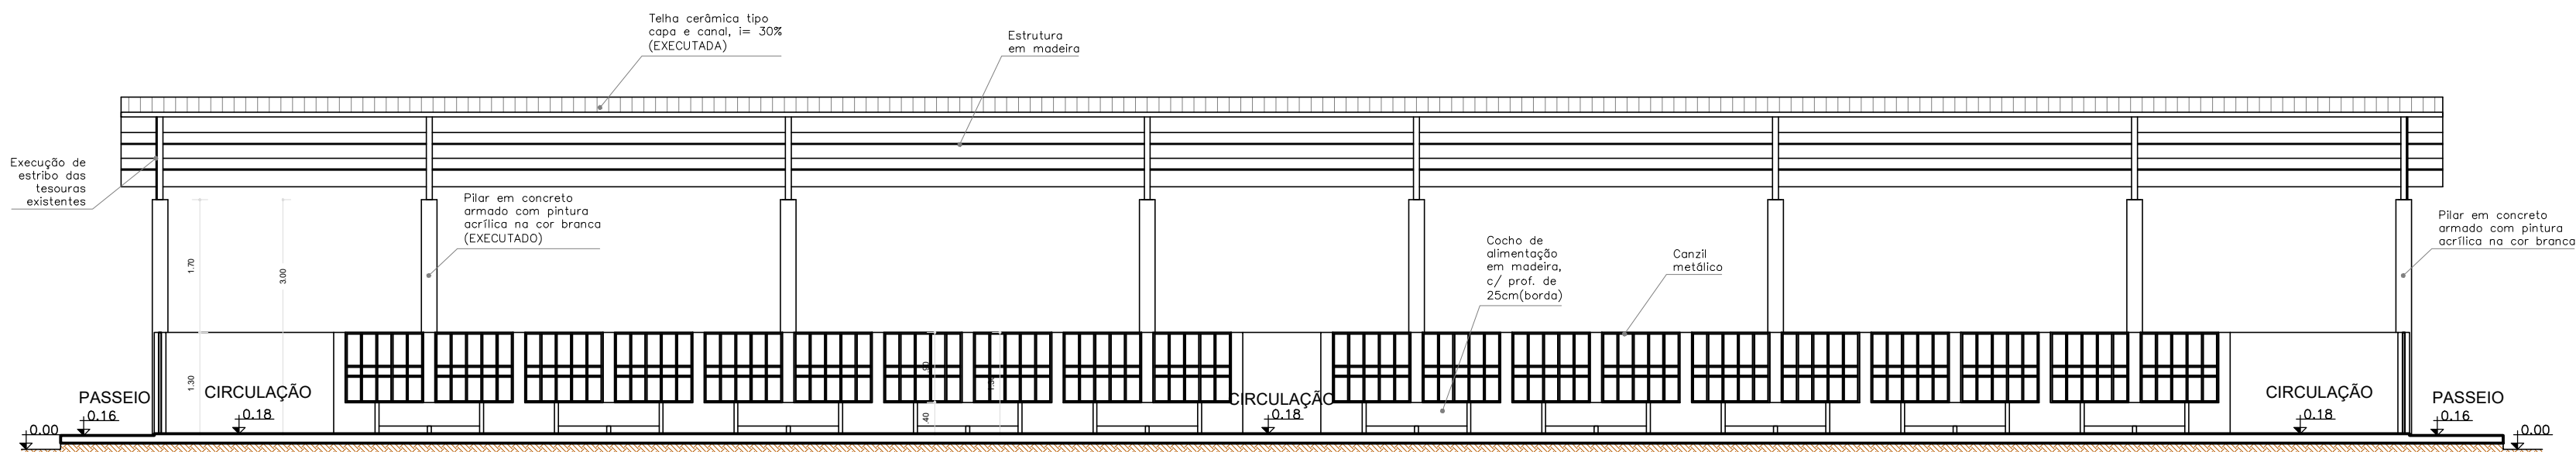 Telha cerâmica tipo
capa e canal, i= 30%
(EXECUTADA)
Estrutura
em madeira
Execução de
estribo das
tesouras
existentes
Pilar em concreto
armado com pintura
acrílica na cor branca
(EXECUTADO)
Cocho de
alimentação
em madeira,
c/ prof. de
25cm(borda)
Canzil
metálico
Pilar em concreto
armado com pintura
acrílica na cor branca
1.70
3.00
1.30
.90
1.30
.40
PASSEIO
0.16
0.00
CIRCULAÇÃO
0.18
CIRCULAÇÃO
0.18
CIRCULAÇÃO
0.18
PASSEIO
0.16
0.00